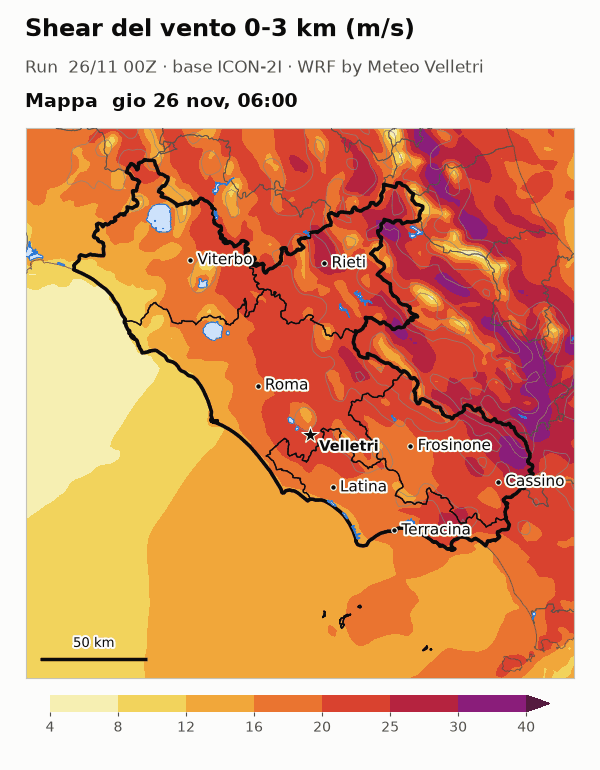 Shear del vento 0-3 km (m/s)
Run  26/11 00Z · base ICON-2I · WRF by Meteo Velletri
Mappa  gio 26 nov, 06:00
Viterbo
Rieti
Roma
Velletri
Frosinone
Latina
Cassino
Terracina
50 km
4 8 12 16 20 25 30 40